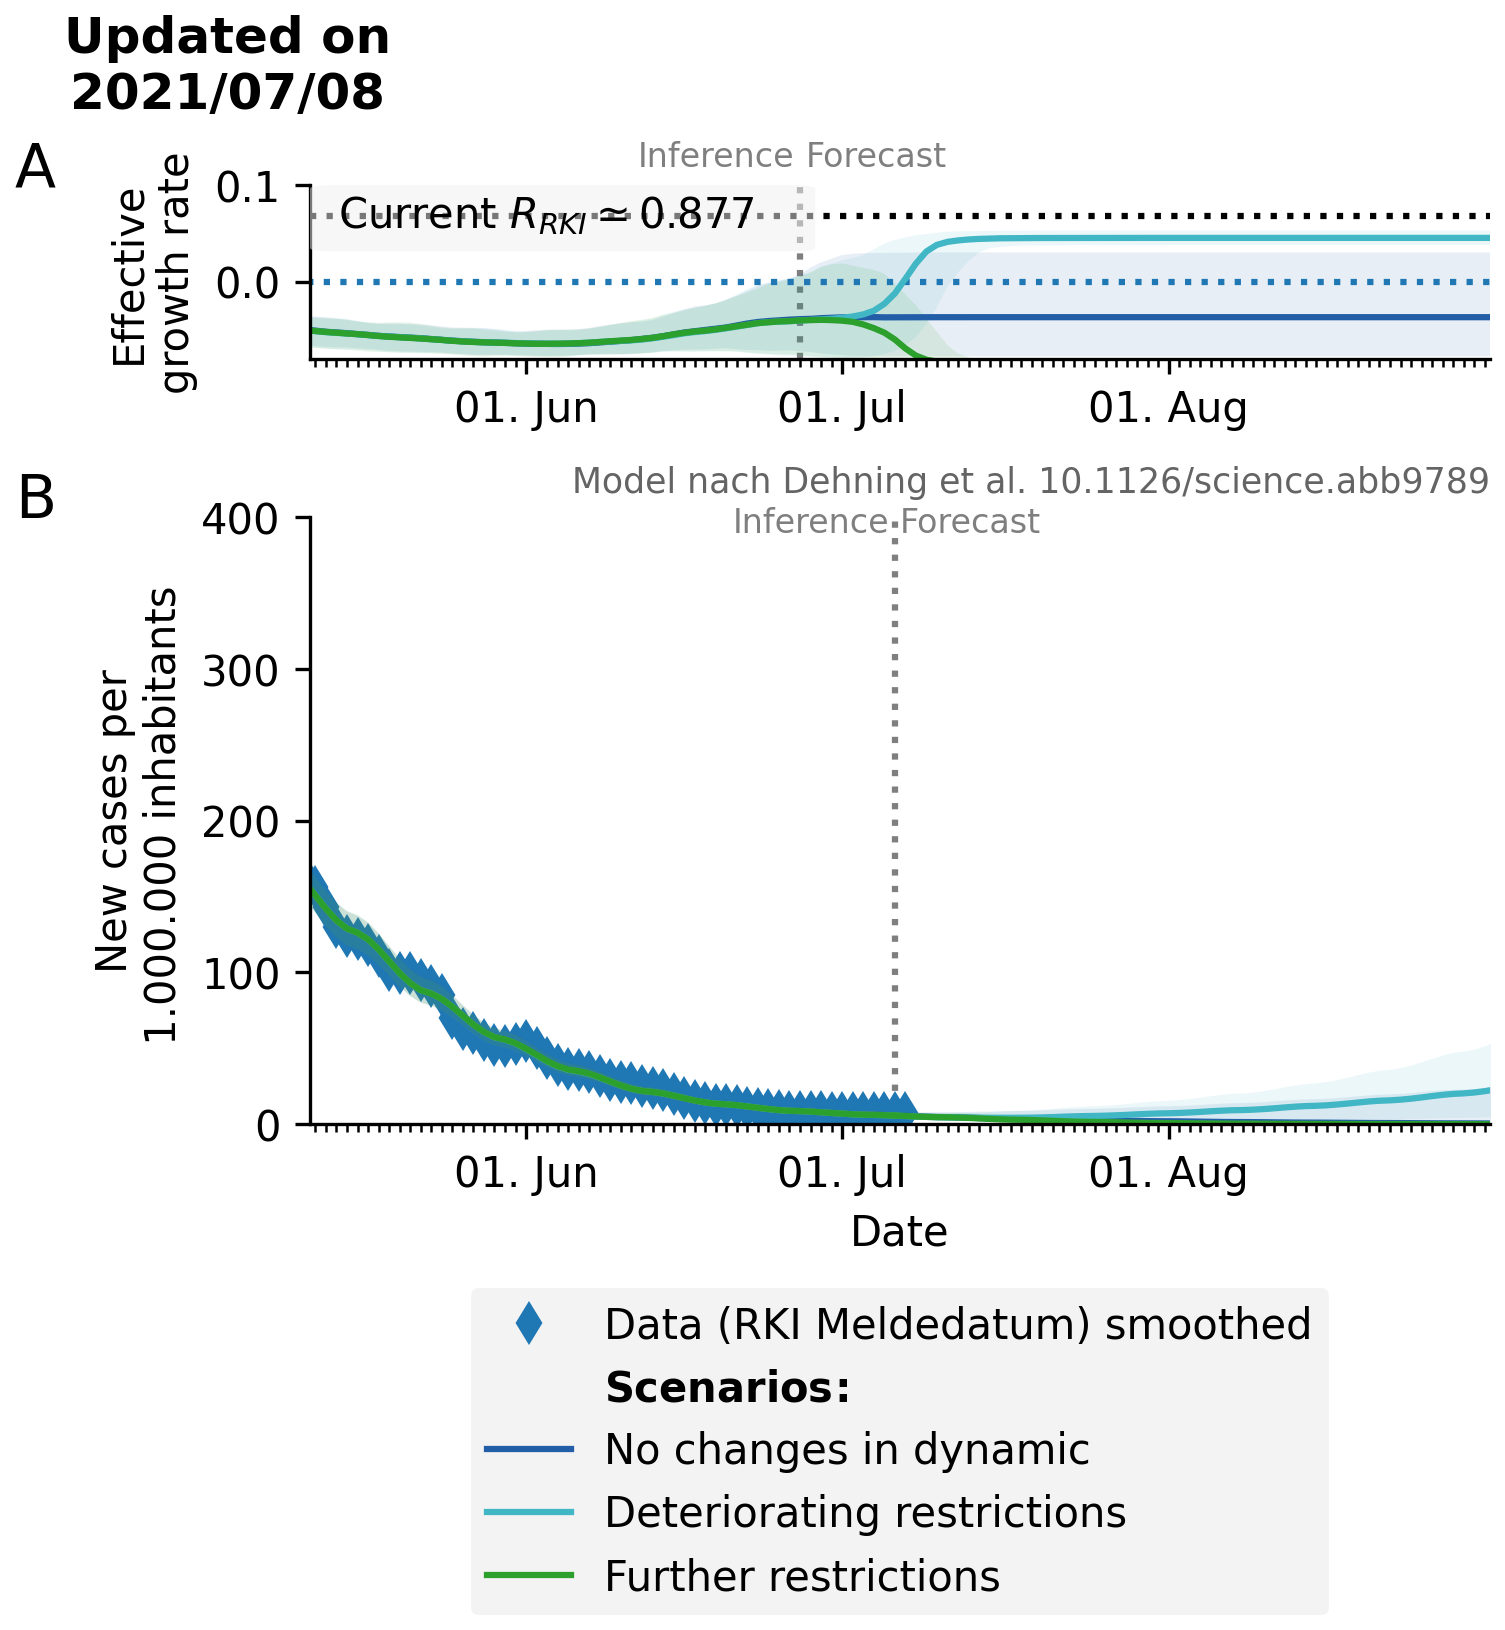 Updated on
2021/07/08
A
Effective
growth rate
Inference Forecast
0.1
Current R_RKI ≃ 0.877
0.0
01. Jun 01. Jul 01. Aug
B
Model nach Dehning et al. 10.1126/science.abb9789
Inference Forecast
New cases per
1.000.000 inhabitants
400
300
200
100
0
01. Jun 01. Jul 01. Aug
Date
Data (RKI Meldedatum) smoothed
Scenarios:
No changes in dynamic
Deteriorating restrictions
Further restrictions